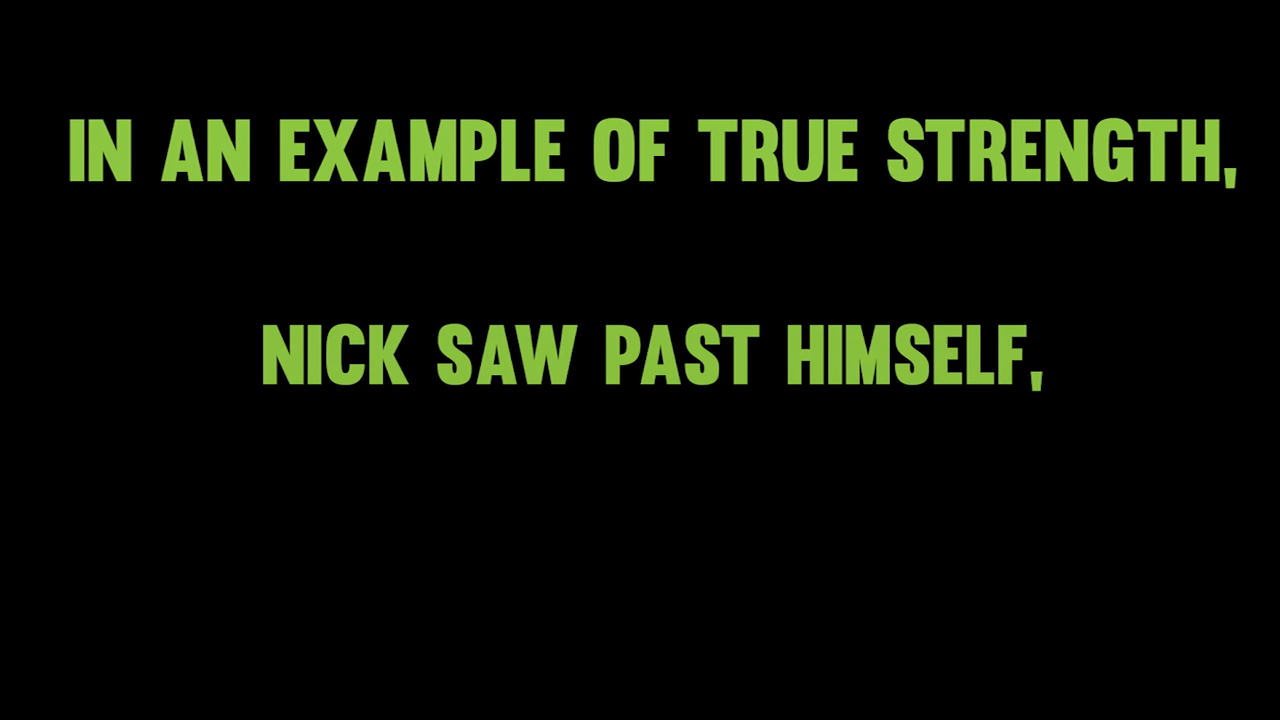 IN AN EXAMPLE OF TRUE STRENGTH,
NICK SAW PAST HIMSELF,